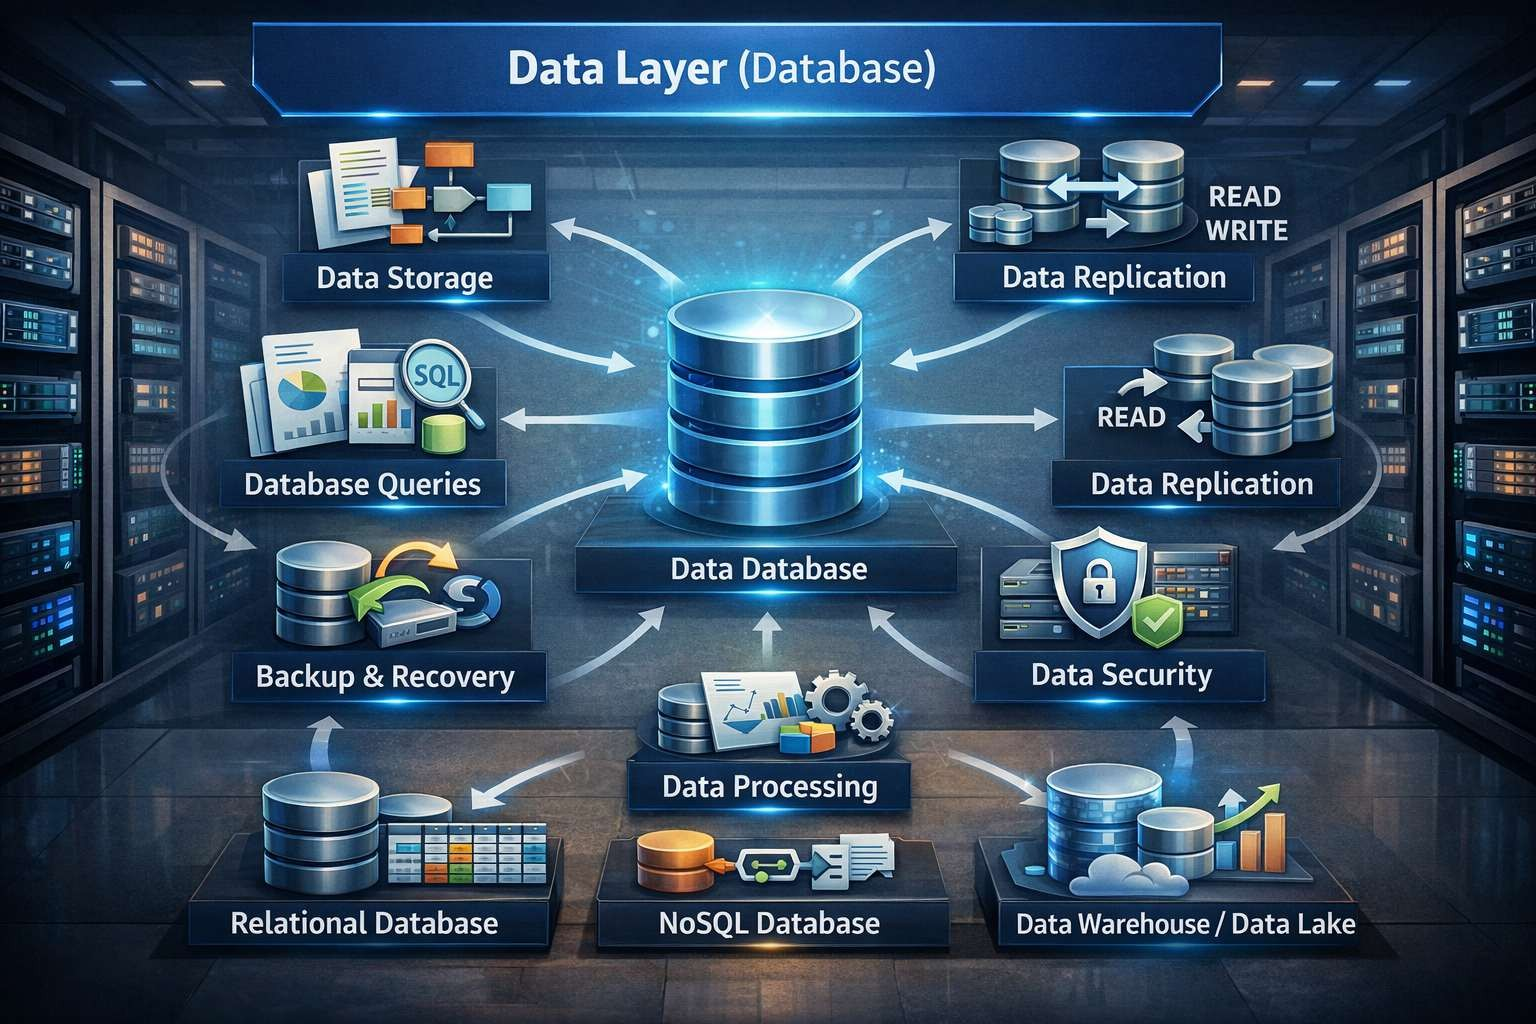 Data Layer (Database)
READ
WRITE
Data Storage
Data Replication
SQL
READ
Database Queries
Data Replication
Data Database
Backup & Recovery
Data Security
Data Processing
Relational Database
NoSQL Database
Data Warehouse / Data Lake